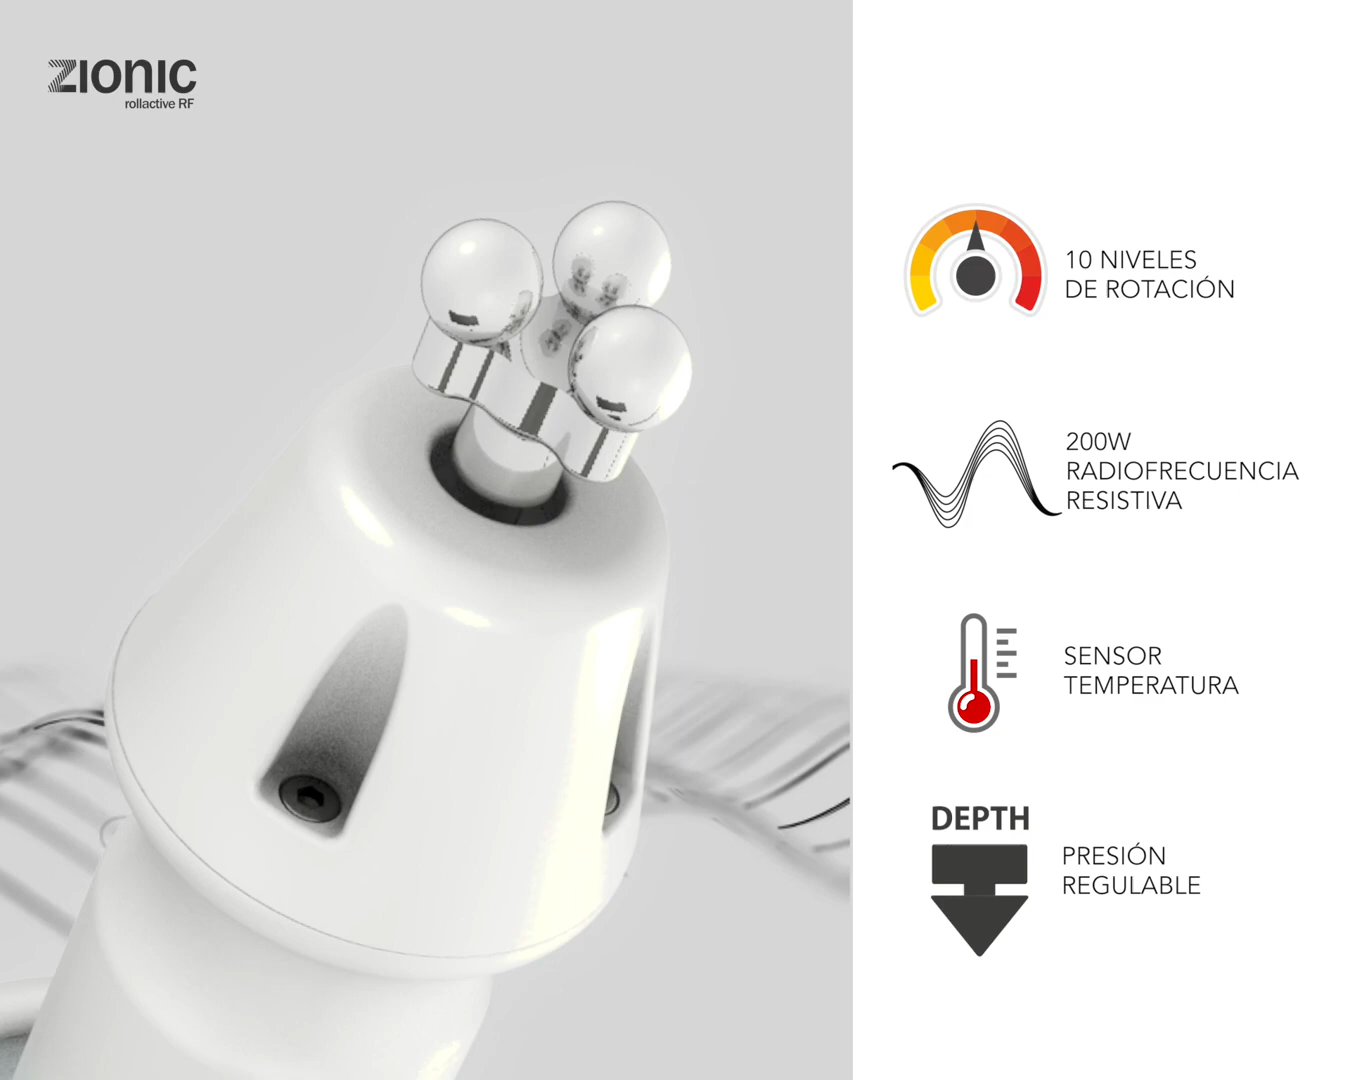 ZIONIC
rollactive RF
10 NIVELES
DE ROTACIÓN
200W
RADIOFRECUENCIA
RESISTIVA
SENSOR
TEMPERATURA
DEPTH
PRESIÓN
REGULABLE